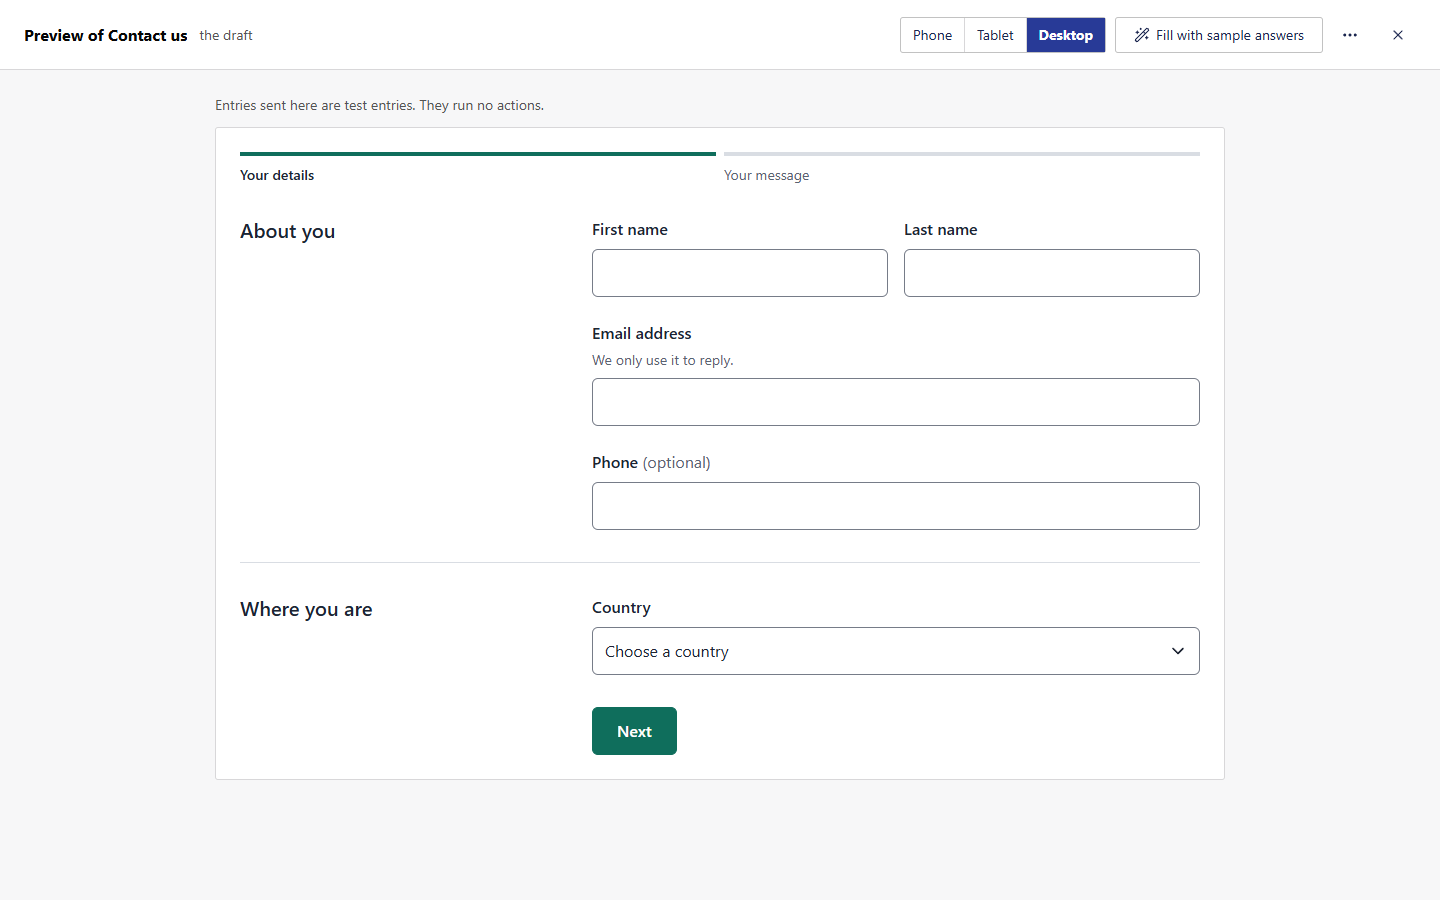 Preview of Contact us the draft
Phone Tablet Desktop Fill with sample answers
Entries sent here are test entries. They run no actions.
Your details Your message
About you
First name Last name
Email address
We only use it to reply.
Phone (optional)
Where you are
Country
Choose a country
Next